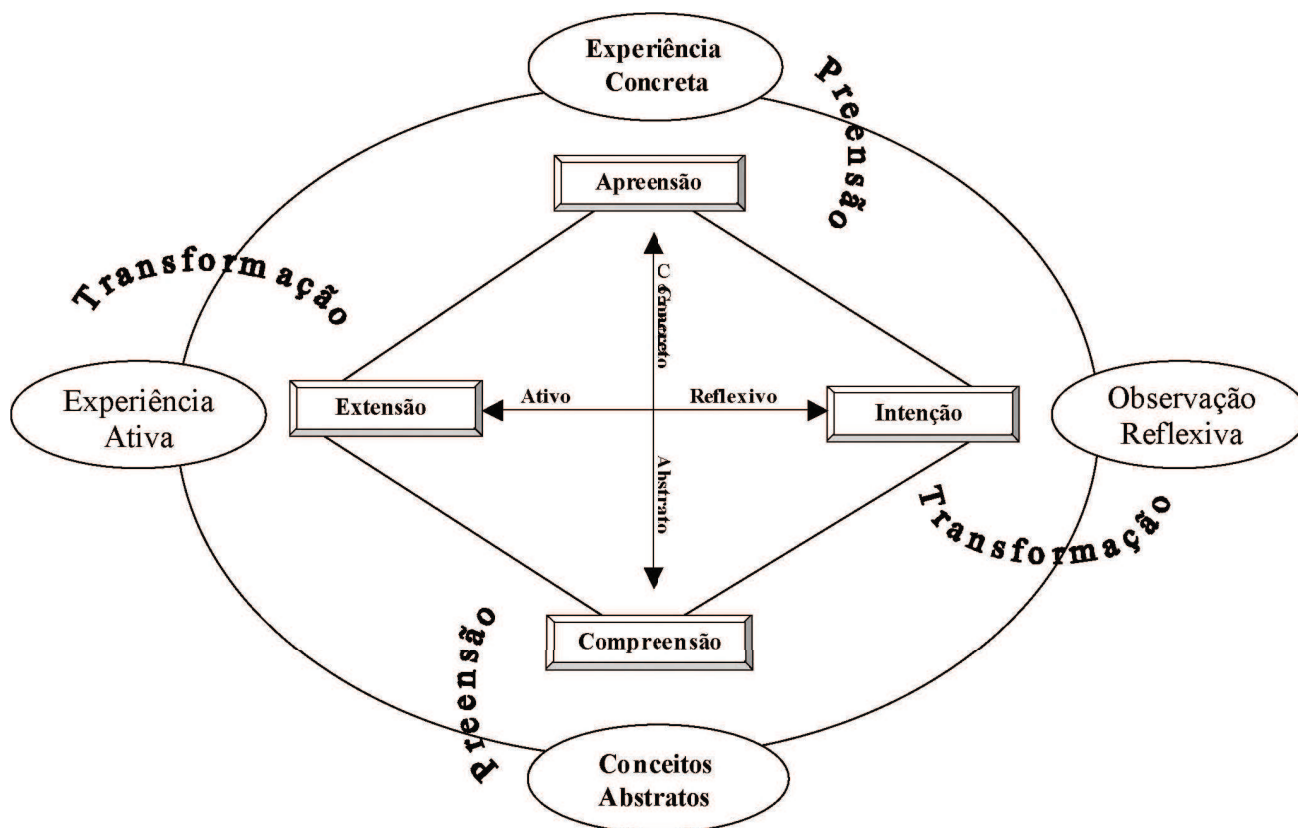 Experiência
Concreta
Preensão
Apreensão
Transformação
Experiência
Ativa
Extensão
Ativo
Reflexivo
Intenção
Observação
Reflexiva
Abstrato
Transformação
Compreensão
Preensão
Conceitos
Abstratos